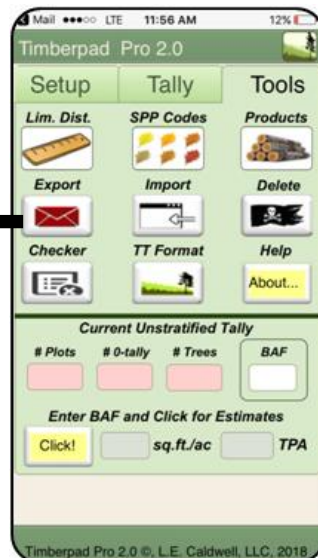 Mail LTE 11:56 AM 12%
Timberpad Pro 2.0
Setup Tally Tools
Lim. Dist. SPP Codes Products
Export Import Delete
Checker TT Format Help
About...
Current Unstratified Tally
# Plots # 0-tally # Trees BAF
Enter BAF and Click for Estimates
Click! sq.ft./ac TPA
Timberpad Pro 2.0 ©, L.E. Caldwell, LLC, 2018